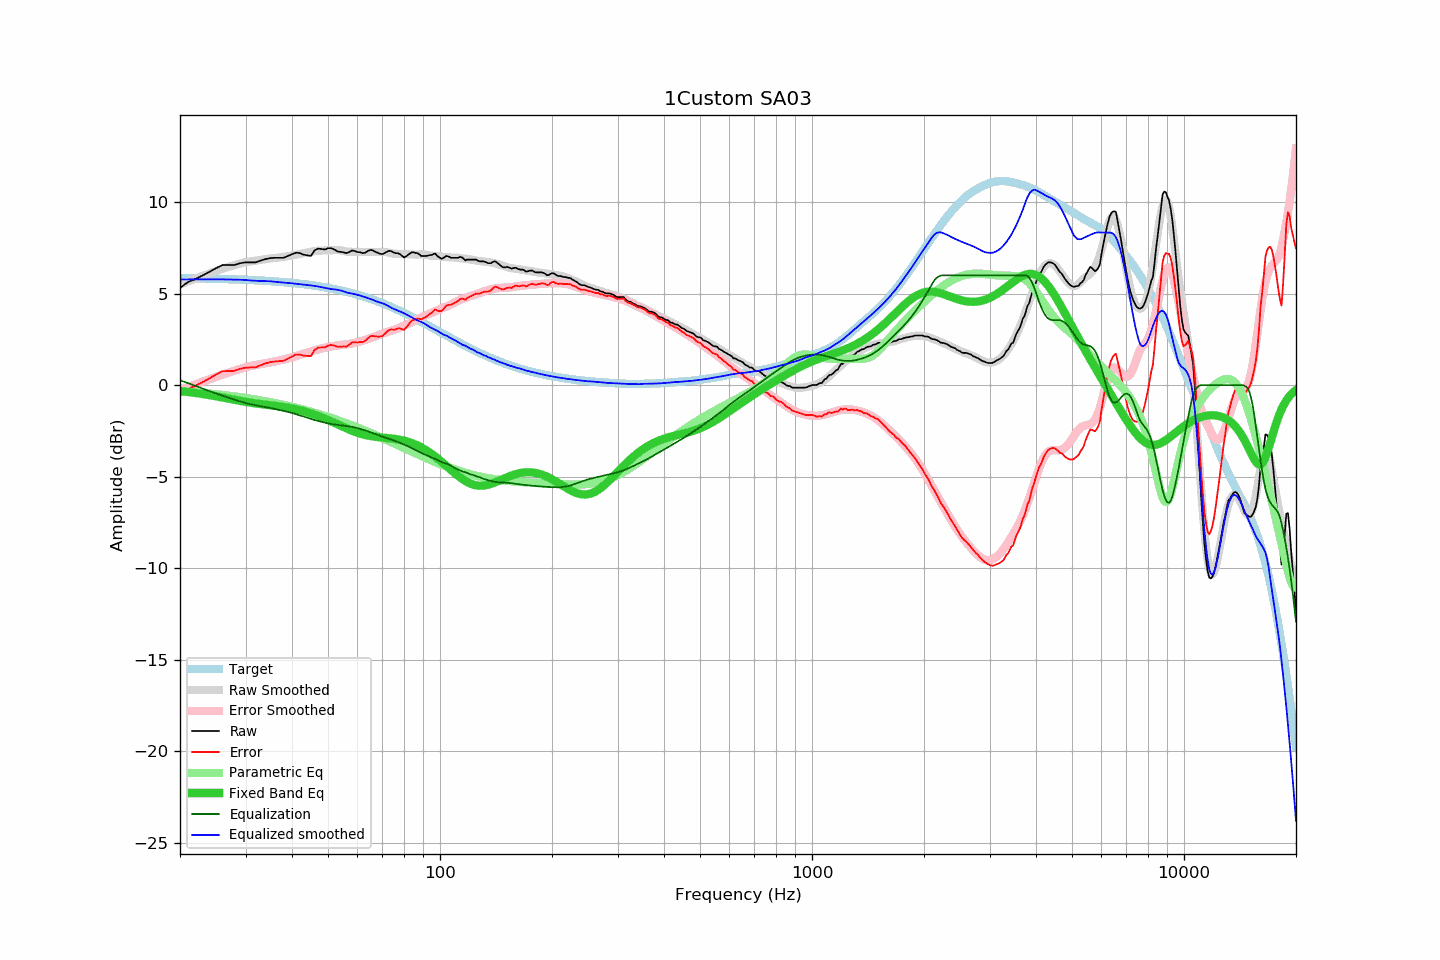 1Custom SA03
Amplitude (dBr)
10
5
0
−5
−10
−15
−20
−25
Target
Raw Smoothed
Error Smoothed
Raw
Error
Parametric Eq
Fixed Band Eq
Equalization
Equalized smoothed
100
1000
10000
Frequency (Hz)